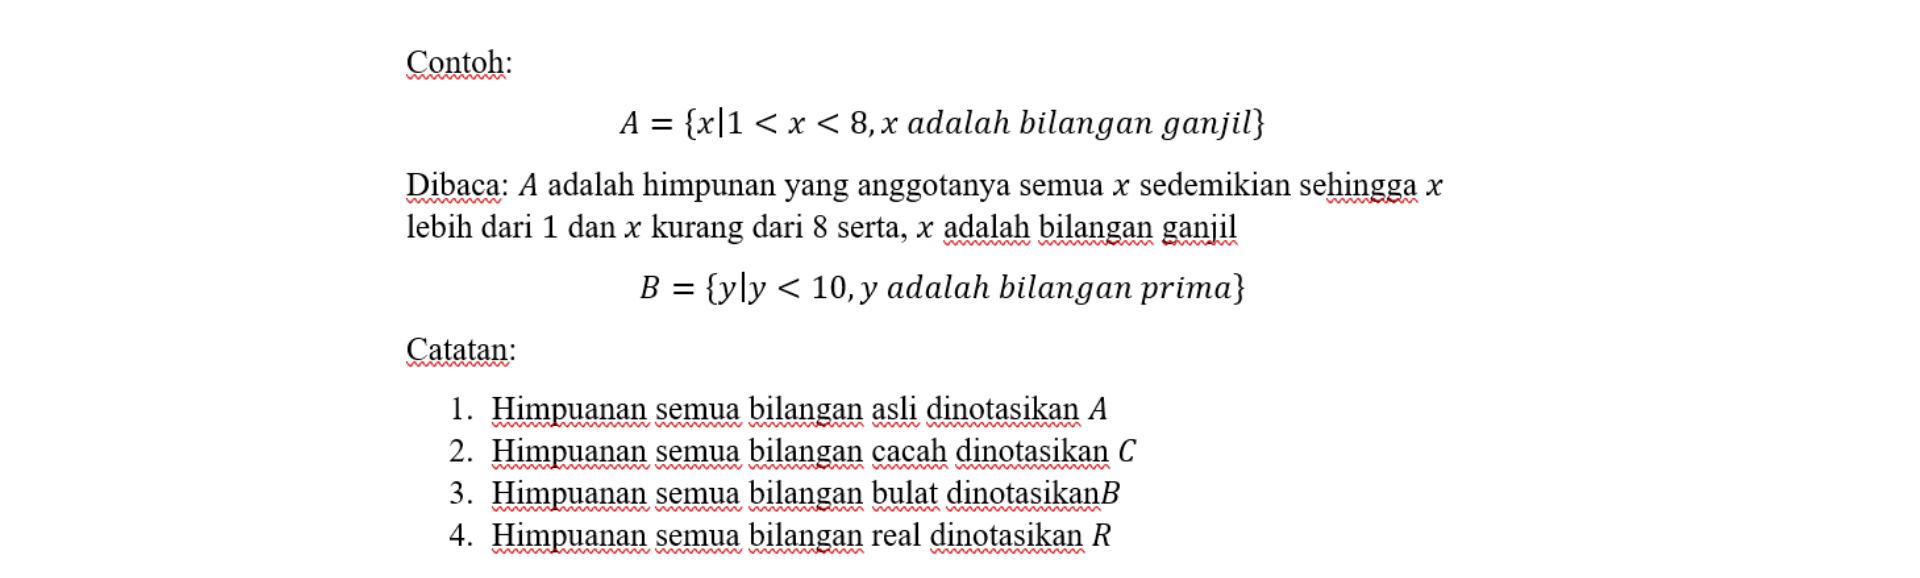 Contoh:
A = {x|1 < x < 8, x adalah bilangan ganjil}
Dibaca: A adalah himpunan yang anggotanya semua x sedemikian sehingga x
lebih dari 1 dan x kurang dari 8 serta, x adalah bilangan ganjil
B = {y|y < 10, y adalah bilangan prima}
Catatan:
1. Himpuanan semua bilangan asli dinotasikan A
2. Himpuanan semua bilangan cacah dinotasikan C
3. Himpuanan semua bilangan bulat dinotasikanB
4. Himpuanan semua bilangan real dinotasikan R